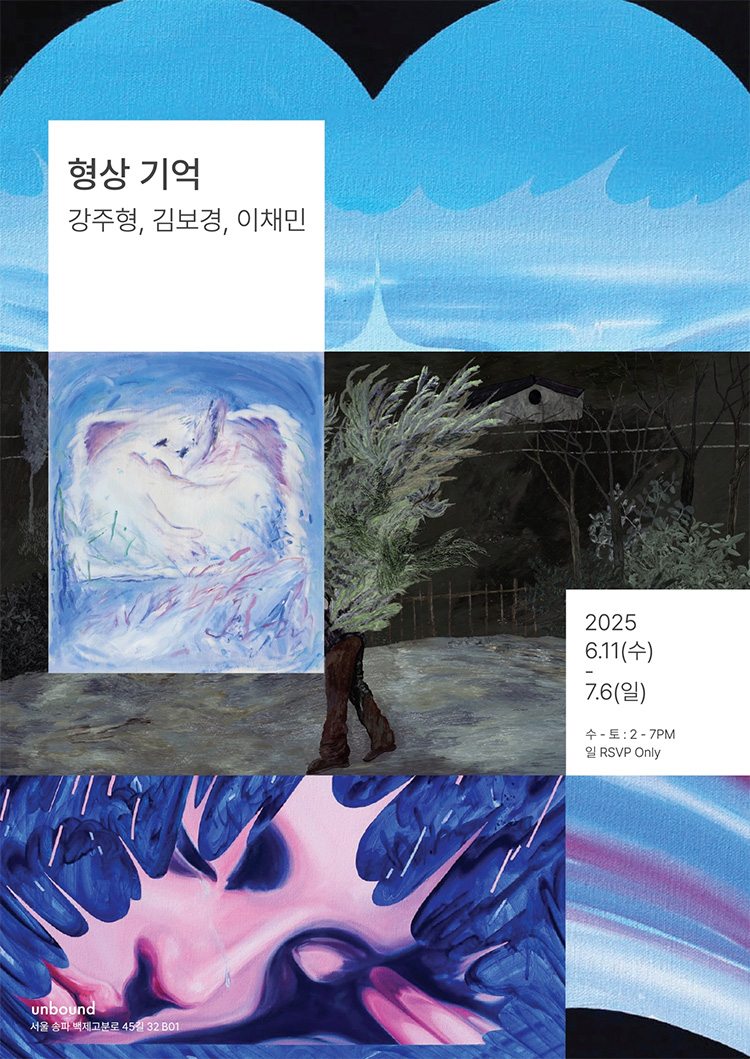 형상 기억
강주형, 김보경, 이채민
2025
6.11(수)
-
7.6(일)
수 - 토 : 2 - 7PM
일 RSVP Only
unbound
서울 송파 백제고분로 45길 32 B01